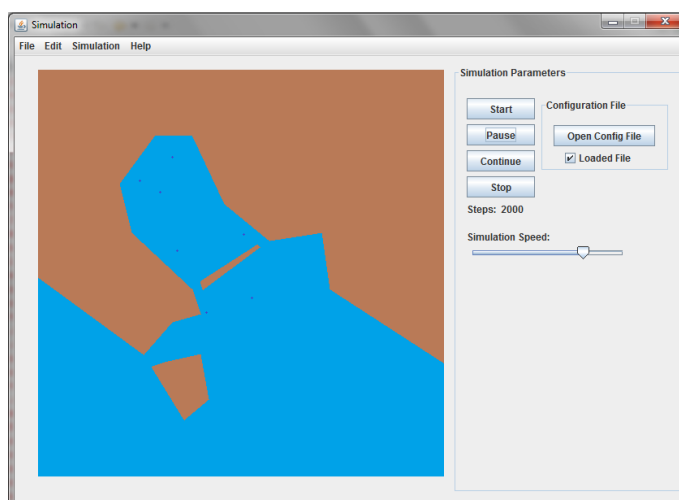 Simulation
File Edit Simulation Help
Simulation Parameters
Start
Configuration File
Pause
Open Config File
Continue
Loaded File
Stop
Steps: 2000
Simulation Speed: